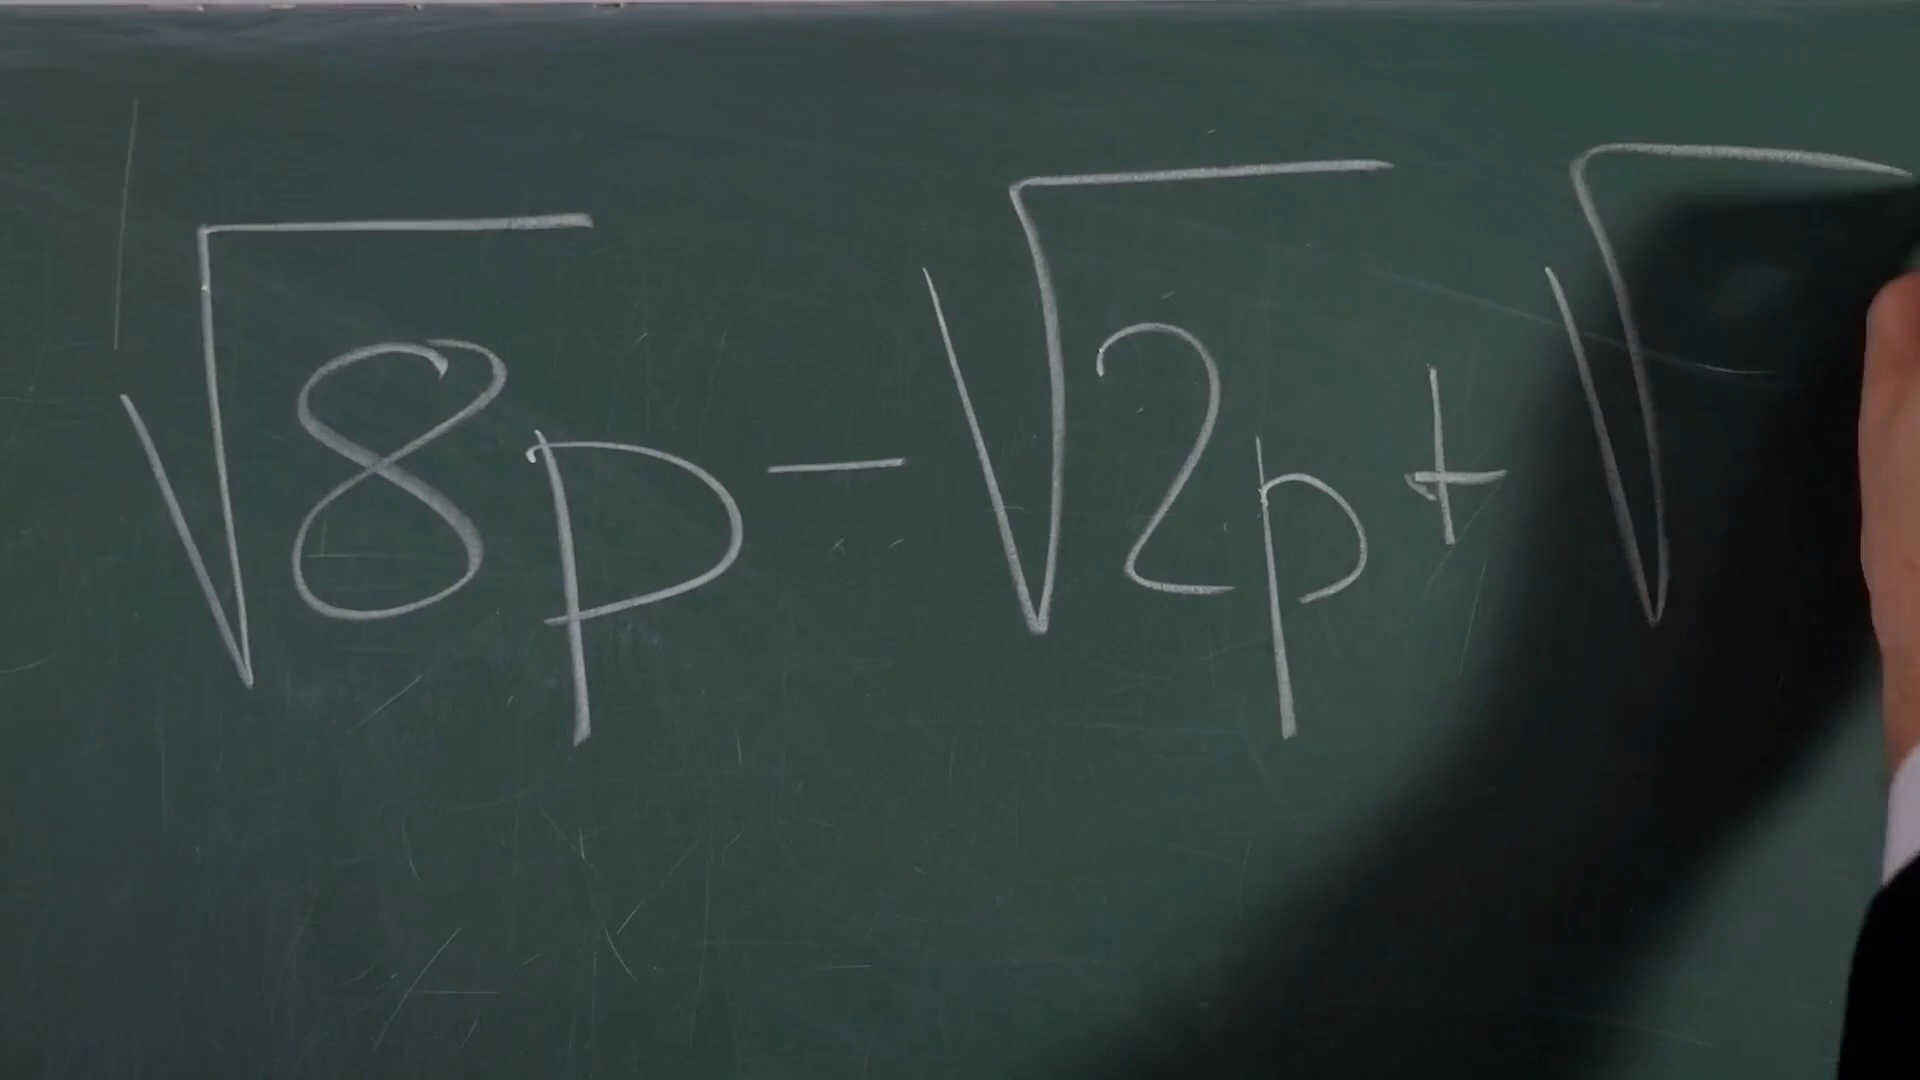 √8p - √2p + √